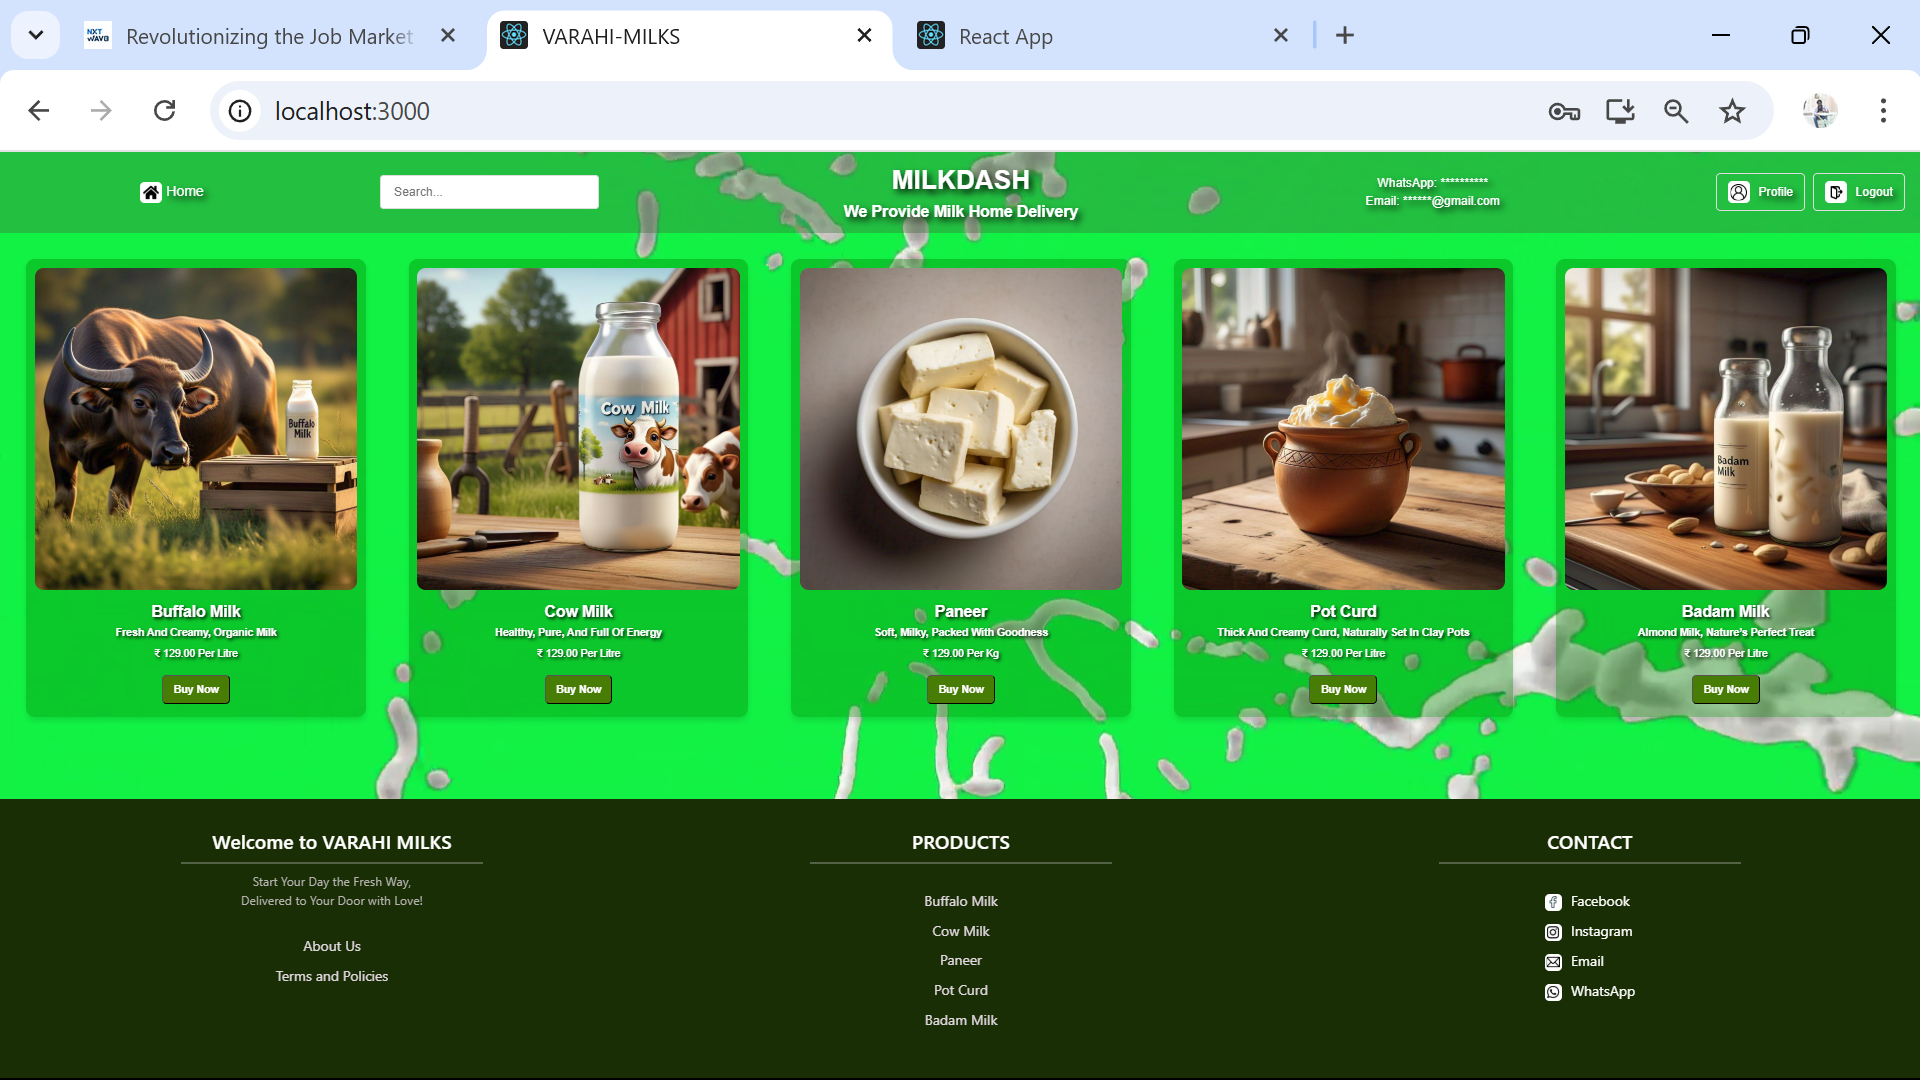 Revolutionizing the Job Market
VARAHI-MILKS
React App
localhost:3000
Home
Search...
MILKDASH
We Provide Milk Home Delivery
WhatsApp: **********
Email: ******@gmail.com
Profile
Logout
Buffalo
Milk
Cow Milk
Badam
Milk
Buffalo Milk
Fresh And Creamy, Organic Milk
₹ 129.00 Per Litre
Buy Now
Cow Milk
Healthy, Pure, And Full Of Energy
₹ 129.00 Per Litre
Buy Now
Paneer
Soft, Milky, Packed With Goodness
₹ 129.00 Per Kg
Buy Now
Pot Curd
Thick And Creamy Curd, Naturally Set In Clay Pots
₹ 129.00 Per Litre
Buy Now
Badam Milk
Almond Milk, Nature's Perfect Treat
₹ 129.00 Per Litre
Buy Now
Welcome to VARAHI MILKS
Start Your Day the Fresh Way,
Delivered to Your Door with Love!
About Us
Terms and Policies
PRODUCTS
Buffalo Milk
Cow Milk
Paneer
Pot Curd
Badam Milk
CONTACT
Facebook
Instagram
Email
WhatsApp